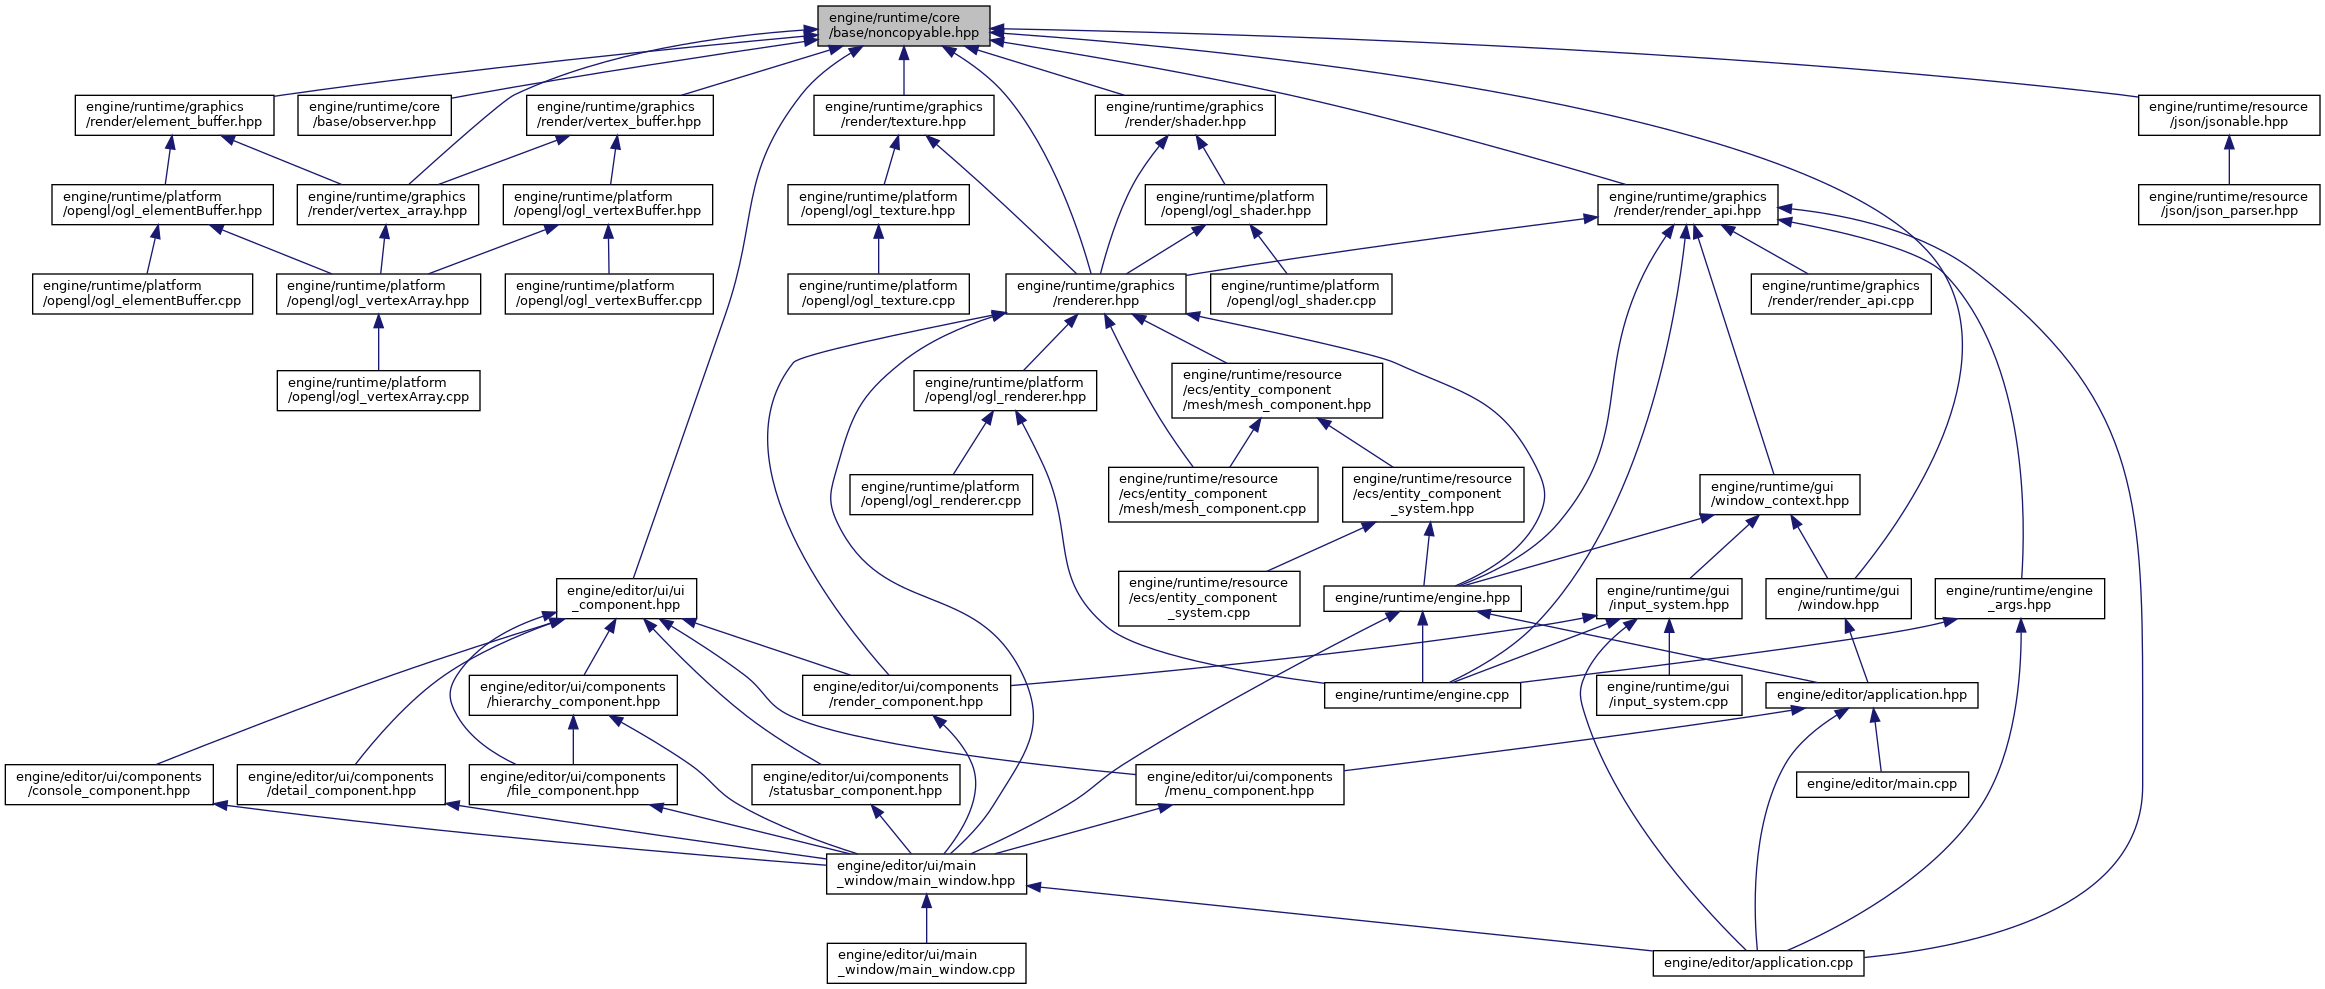 engine/runtime/core
/base/noncopyable.hpp
engine/runtime/graphics
/render/element_buffer.hpp
engine/runtime/core
/base/observer.hpp
engine/runtime/graphics
/render/vertex_buffer.hpp
engine/runtime/graphics
/render/texture.hpp
engine/runtime/graphics
/render/shader.hpp
engine/runtime/resource
/json/jsonable.hpp
engine/runtime/platform
/opengl/ogl_elementBuffer.hpp
engine/runtime/graphics
/render/vertex_array.hpp
engine/runtime/platform
/opengl/ogl_vertexBuffer.hpp
engine/runtime/platform
/opengl/ogl_texture.hpp
engine/runtime/platform
/opengl/ogl_shader.hpp
engine/runtime/graphics
/render/render_api.hpp
engine/runtime/resource
/json/json_parser.hpp
engine/runtime/platform
/opengl/ogl_elementBuffer.cpp
engine/runtime/platform
/opengl/ogl_vertexArray.hpp
engine/runtime/platform
/opengl/ogl_vertexBuffer.cpp
engine/runtime/platform
/opengl/ogl_texture.cpp
engine/runtime/graphics
/renderer.hpp
engine/runtime/platform
/opengl/ogl_shader.cpp
engine/runtime/graphics
/render/render_api.cpp
engine/runtime/platform
/opengl/ogl_vertexArray.cpp
engine/runtime/platform
/opengl/ogl_renderer.hpp
engine/runtime/resource
/ecs/entity_component
/mesh/mesh_component.hpp
engine/runtime/platform
/opengl/ogl_renderer.cpp
engine/runtime/resource
/ecs/entity_component
/mesh/mesh_component.cpp
engine/runtime/resource
/ecs/entity_component
_system.hpp
engine/runtime/gui
/window_context.hpp
engine/editor/ui/ui
_component.hpp
engine/runtime/resource
/ecs/entity_component
_system.cpp
engine/runtime/engine.hpp
engine/runtime/gui
/input_system.hpp
engine/runtime/gui
/window.hpp
engine/runtime/engine
_args.hpp
engine/editor/ui/components
/hierarchy_component.hpp
engine/editor/ui/components
/render_component.hpp
engine/runtime/engine.cpp
engine/runtime/gui
/input_system.cpp
engine/editor/application.hpp
engine/editor/ui/components
/console_component.hpp
engine/editor/ui/components
/detail_component.hpp
engine/editor/ui/components
/file_component.hpp
engine/editor/ui/components
/statusbar_component.hpp
engine/editor/ui/components
/menu_component.hpp
engine/editor/main.cpp
engine/editor/ui/main
_window/main_window.hpp
engine/editor/ui/main
_window/main_window.cpp
engine/editor/application.cpp